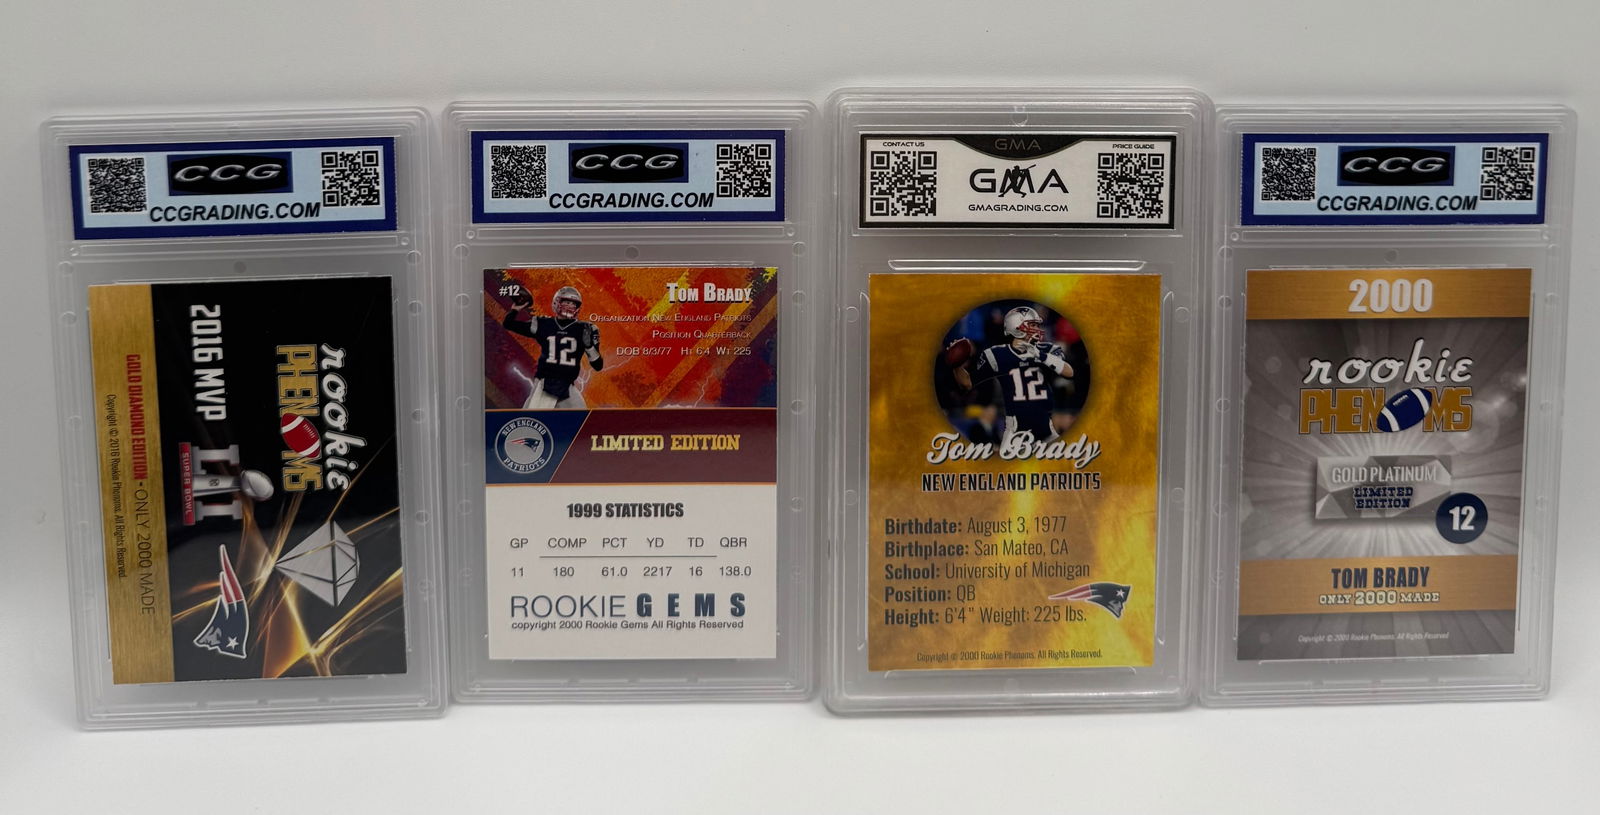 CCG
CCGRADING.COM
rookie
PHENOMS
2016 MVP
LII
SUPER BOWL
GOLD DIAMOND EDITION - ONLY 2000 MADE
Copyright © 2016 Rookie Phenoms. All Rights Reserved.
CCG
CCGRADING.COM
#12
TOM BRADY
ORGANIZATION NEW ENGLAND PATRIOTS
POSITION QUARTERBACK
DOB 8/3/77 HT 6'4 WT 225
12
NEW ENGLAND
PATRIOTS
LIMITED EDITION
1999 STATISTICS
GP COMP PCT YD TD QBR
11 180 61.0 2217 16 138.0
ROOKIE GEMS
copyright 2000 Rookie Gems All Rights Reserved
CONTACT US
GMA
PRICE GUIDE
GMA
GMAGRADING.COM
12
Tom Brady
NEW ENGLAND PATRIOTS
Birthdate: August 3, 1977
Birthplace: San Mateo, CA
School: University of Michigan
Position: QB
Height: 6'4" Weight: 225 lbs.
Copyright © 2000 Rookie Phenoms. All Rights Reserved.
CCG
CCGRADING.COM
2000
rookie
PHENOMS
GOLD PLATINUM
LIMITED
EDITION
12
TOM BRADY
ONLY 2000 MADE
Copyright © 2000 Rookie Phenoms. All Rights Reserved